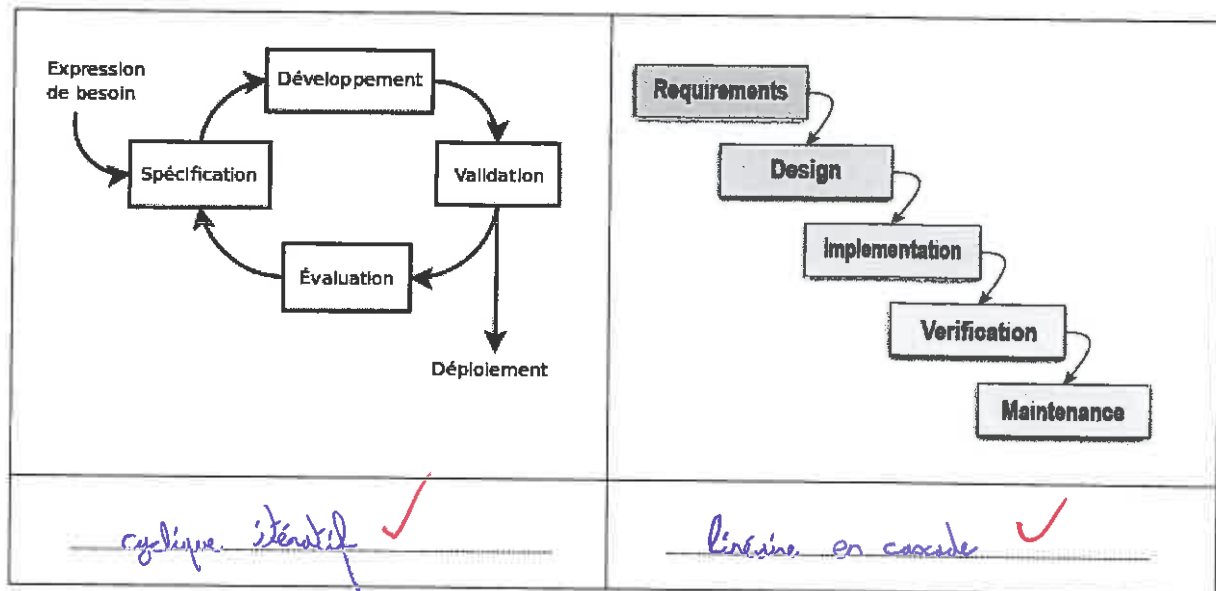 Expression
de besoin
Développement
Spécification
Validation
Évaluation
Déploiement
cyclique itératif
Requirements
Design
Implementation
Verification
Maintenance
linéaire en cascade